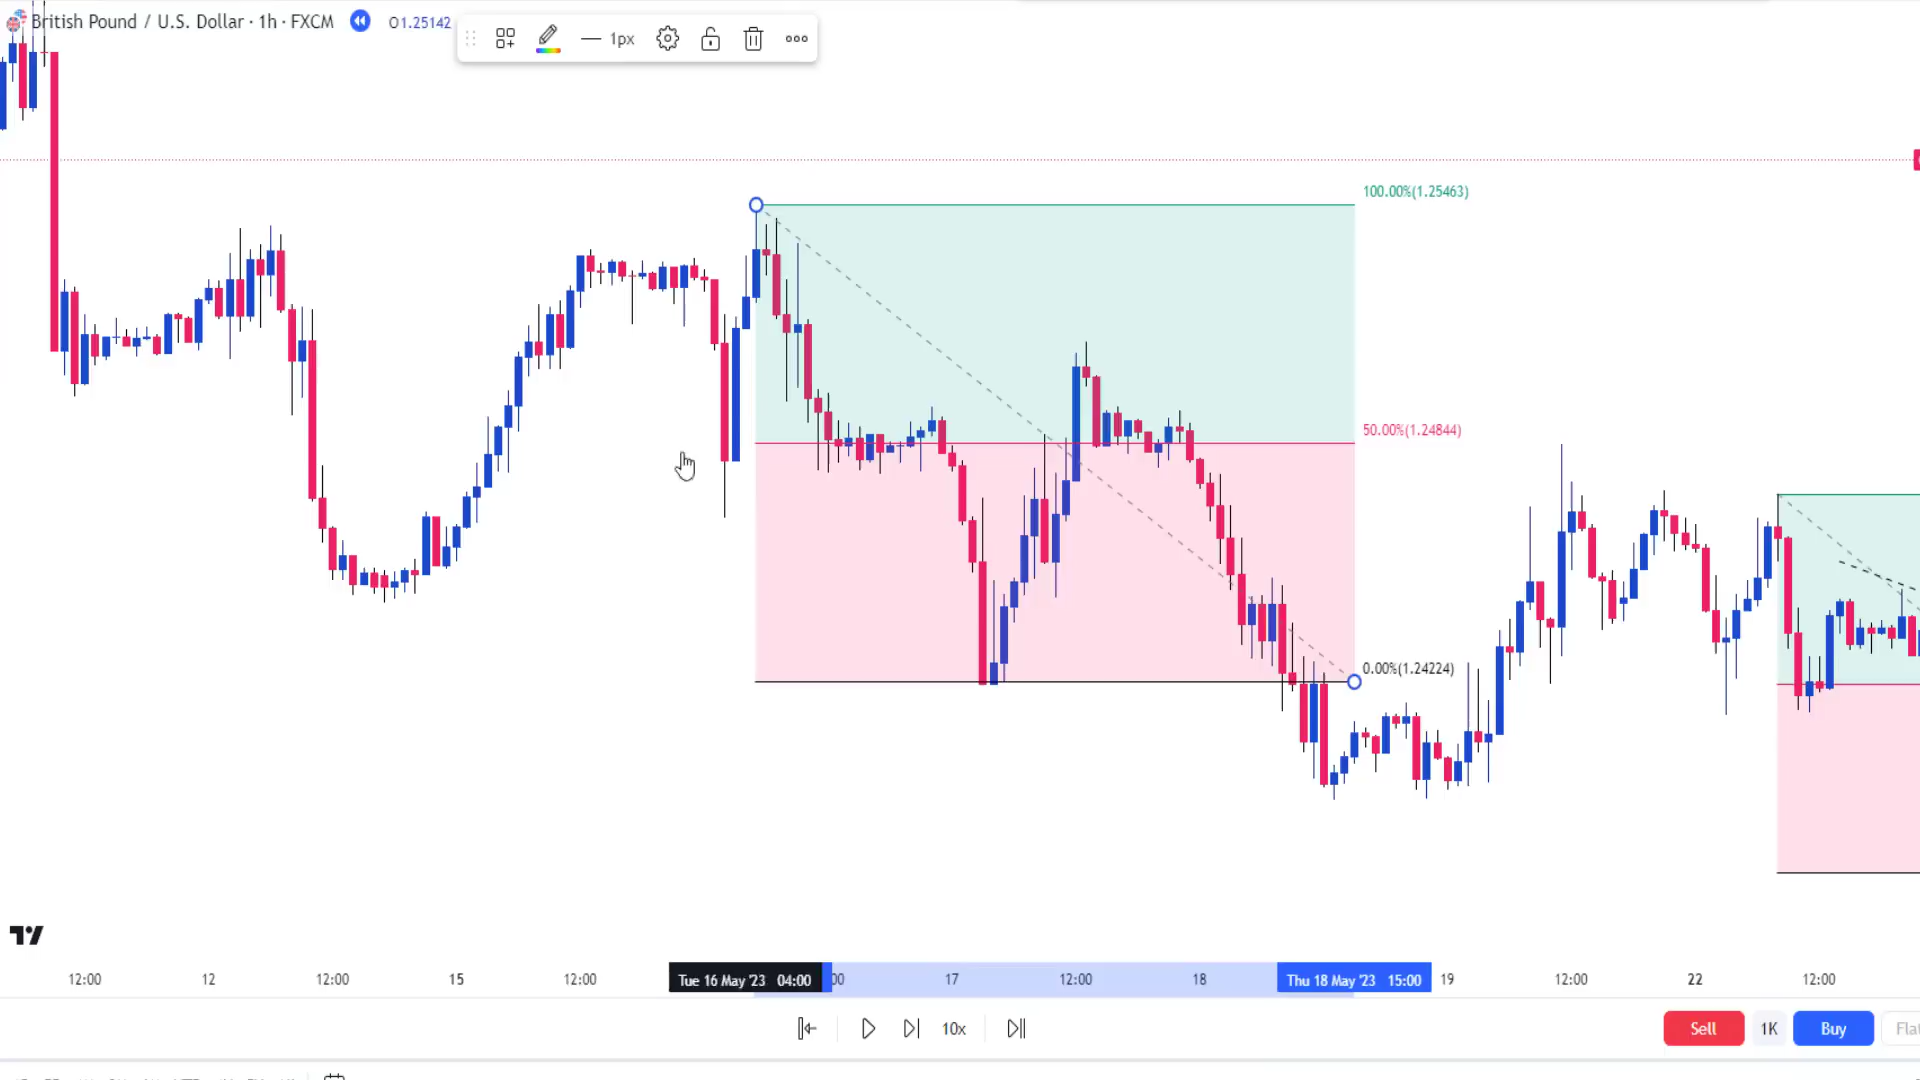 British Pound / U.S. Dollar · 1h · FXCM O1.25142
1px
100.00%(1.25463)
50.00%(1.24844)
0.00%(1.24224)
12:00 12 12:00 15 12:00 Tue 16 May '23 04:00 17 12:00 18 Thu 18 May '23 15:00 19 12:00 22 12:00
10x
Sell 1K Buy